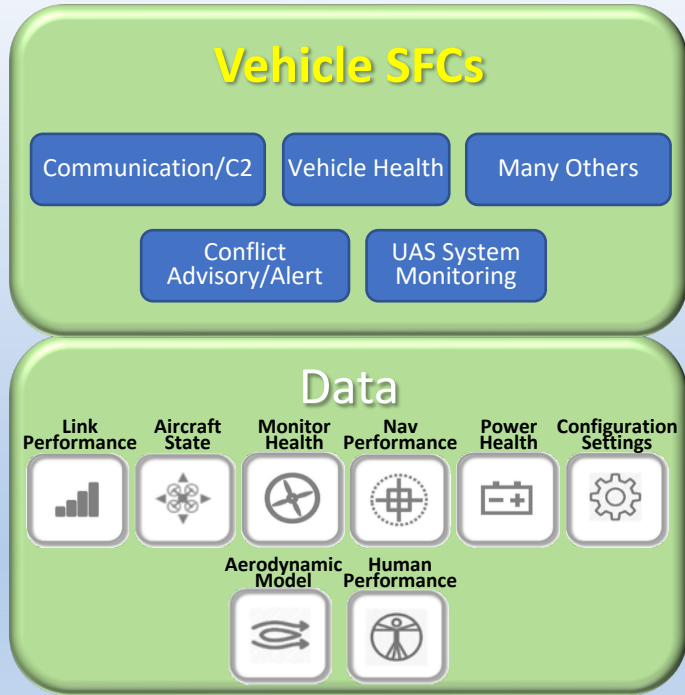 Vehicle SFCs
Communication/C2
Vehicle Health
Many Others
Conflict
Advisory/Alert
UAS System
Monitoring
Data
Link
Performance
Aircraft
State
Monitor
Health
Nav
Performance
Power
Health
Configuration
Settings
Aerodynamic
Model
Human
Performance